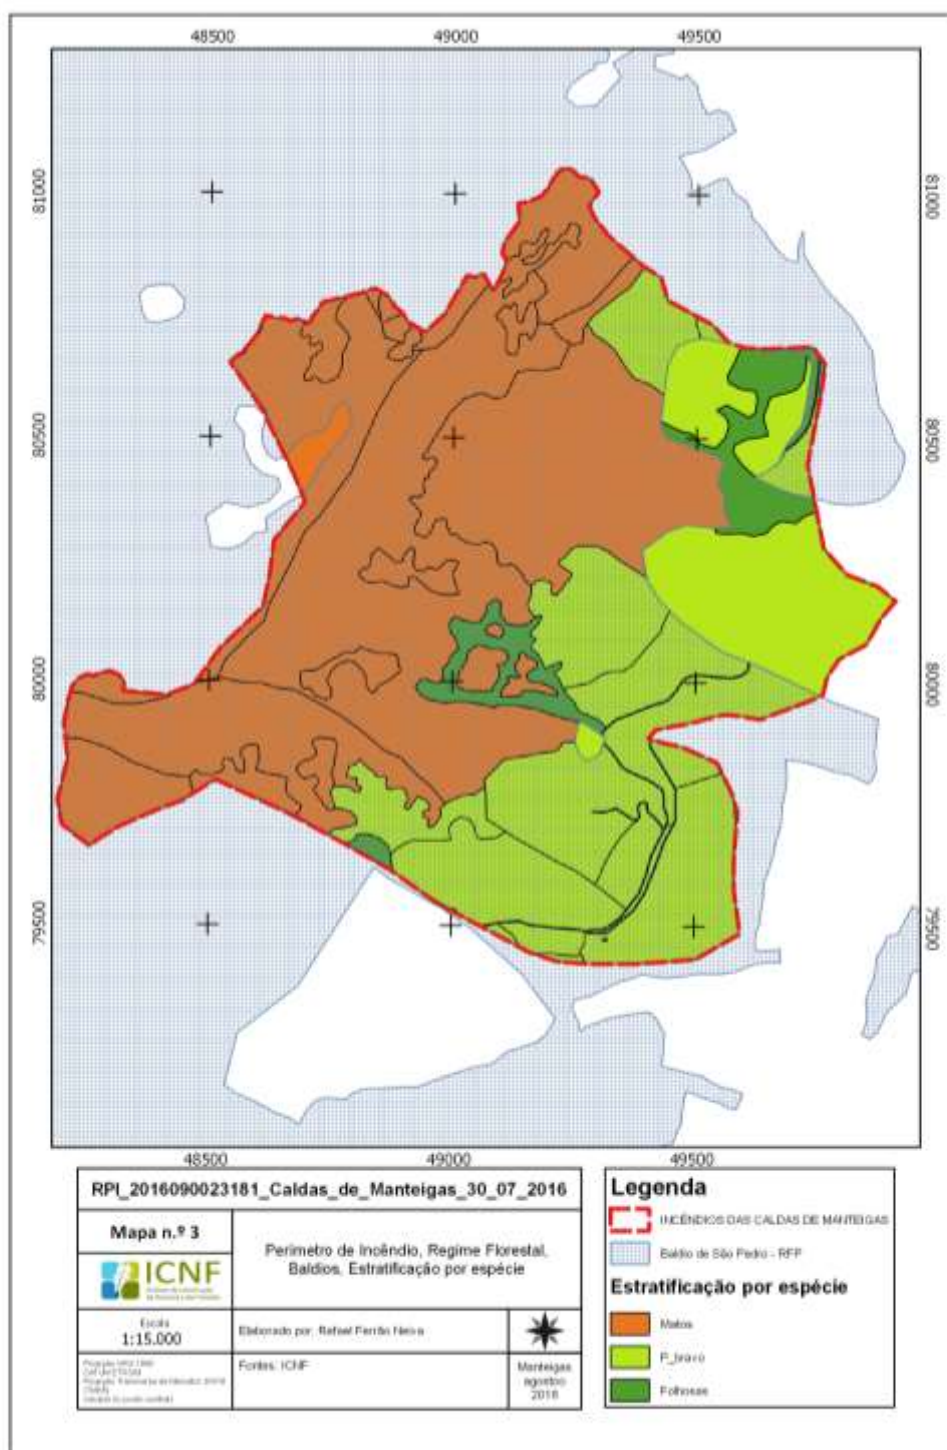 48500 49000 49500
81000 81000
80500 80500
80000 80000
79500 79500
48500 49000 49500
RPI_2016090023181_Caldas_de_Manteigas_30_07_2016
Mapa n.º 3
ICNF
Perímetro de Incêndio, Regime Florestal,
Baldios, Estratificação por espécie
Escala
1:15.000
Elaborado por: Rafael Ferrão Neiva
Fontes: ICNF
Manteigas
agostos
2016
Legenda
INCÊNDIOS DAS CALDAS DE MANTEIGAS
Baldio de São Pedro - RFP
Estratificação por espécie
Matos
P_bravo
Folhosas